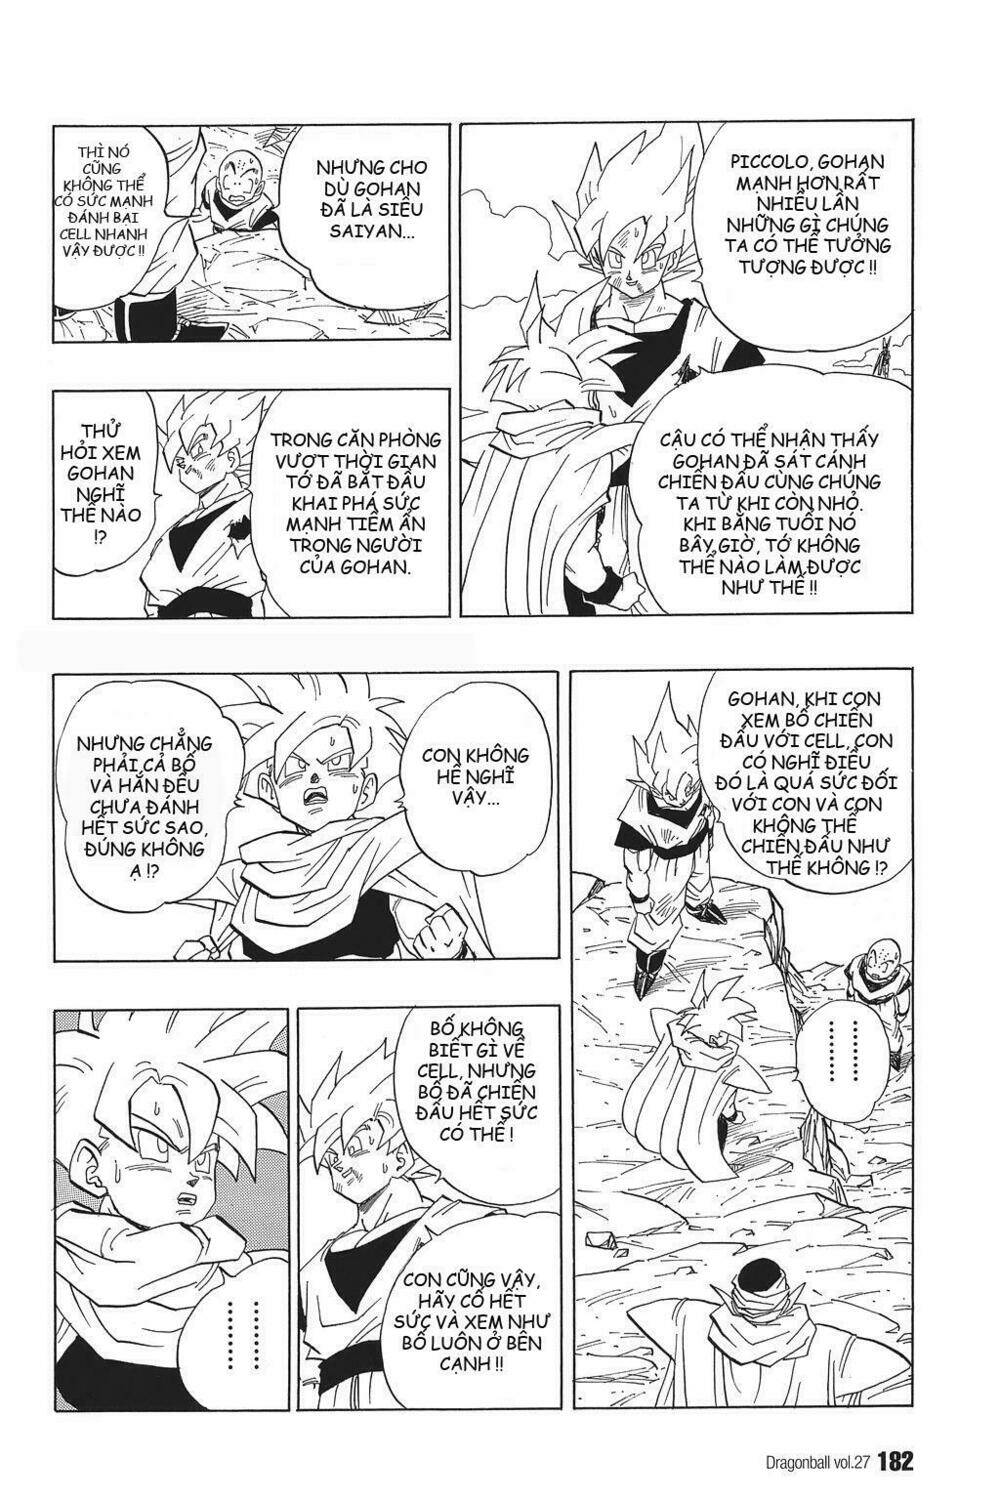 PICCOLO, GOHAN
MẠNH HƠN RẤT
NHIỀU LẦN
NHỮNG GÌ CHÚNG
TA CÓ THỂ TƯỞNG
TƯỢNG ĐƯỢC !!
CẬU CÓ THỂ NHẬN THẤY
GOHAN ĐÃ SÁT CÁNH
CHIẾN ĐẤU CÙNG CHÚNG
TA TỪ KHI CÒN NHỎ.
KHI BẰNG TUỔI NÓ
BÂY GIỜ, TỚ KHÔNG
THỂ NÀO LÀM ĐƯỢC
NHƯ THẾ !!
NHƯNG CHO
DÙ GOHAN
ĐÃ LÀ SIÊU
SAIYAN...
THÌ NÓ
CŨNG
KHÔNG THỂ
CÓ SỨC MẠNH
ĐÁNH BẠI
CELL NHANH
VẬY ĐƯỢC !!
TRONG CĂN PHÒNG
VƯỢT THỜI GIAN
TỚ ĐÃ BẮT ĐẦU
KHAI PHÁ SỨC
MẠNH TIỀM ẨN
TRONG NGƯỜI
CỦA GOHAN.
THỬ
HỎI XEM
GOHAN
NGHĨ
THẾ NÀO
!?
GOHAN, KHI CON
XEM BỐ CHIẾN
ĐẤU VỚI CELL, CON
CÓ NGHĨ ĐIỀU
ĐÓ LÀ QUÁ SỨC ĐỐI
VỚI CON VÀ CON
KHÔNG THỂ
CHIẾN ĐẤU NHƯ
THẾ KHÔNG !?
........
CON KHÔNG
HỀ NGHĨ
VẬY...
NHƯNG CHẲNG
PHẢI CẢ BỐ
VÀ HẮN ĐỀU
CHƯA ĐÁNH
HẾT SỨC SAO,
ĐÚNG KHÔNG
Ạ !?
BỐ KHÔNG
BIẾT GÌ VỀ
CELL, NHƯNG
BỐ ĐÃ CHIẾN
ĐẤU HẾT SỨC
CÓ THỂ !
CON CŨNG VẬY,
HÃY CỐ HẾT
SỨC VÀ XEM NHƯ
BỐ LUÔN Ở BÊN
CẠNH !!
........
Dragonball vol.27 182